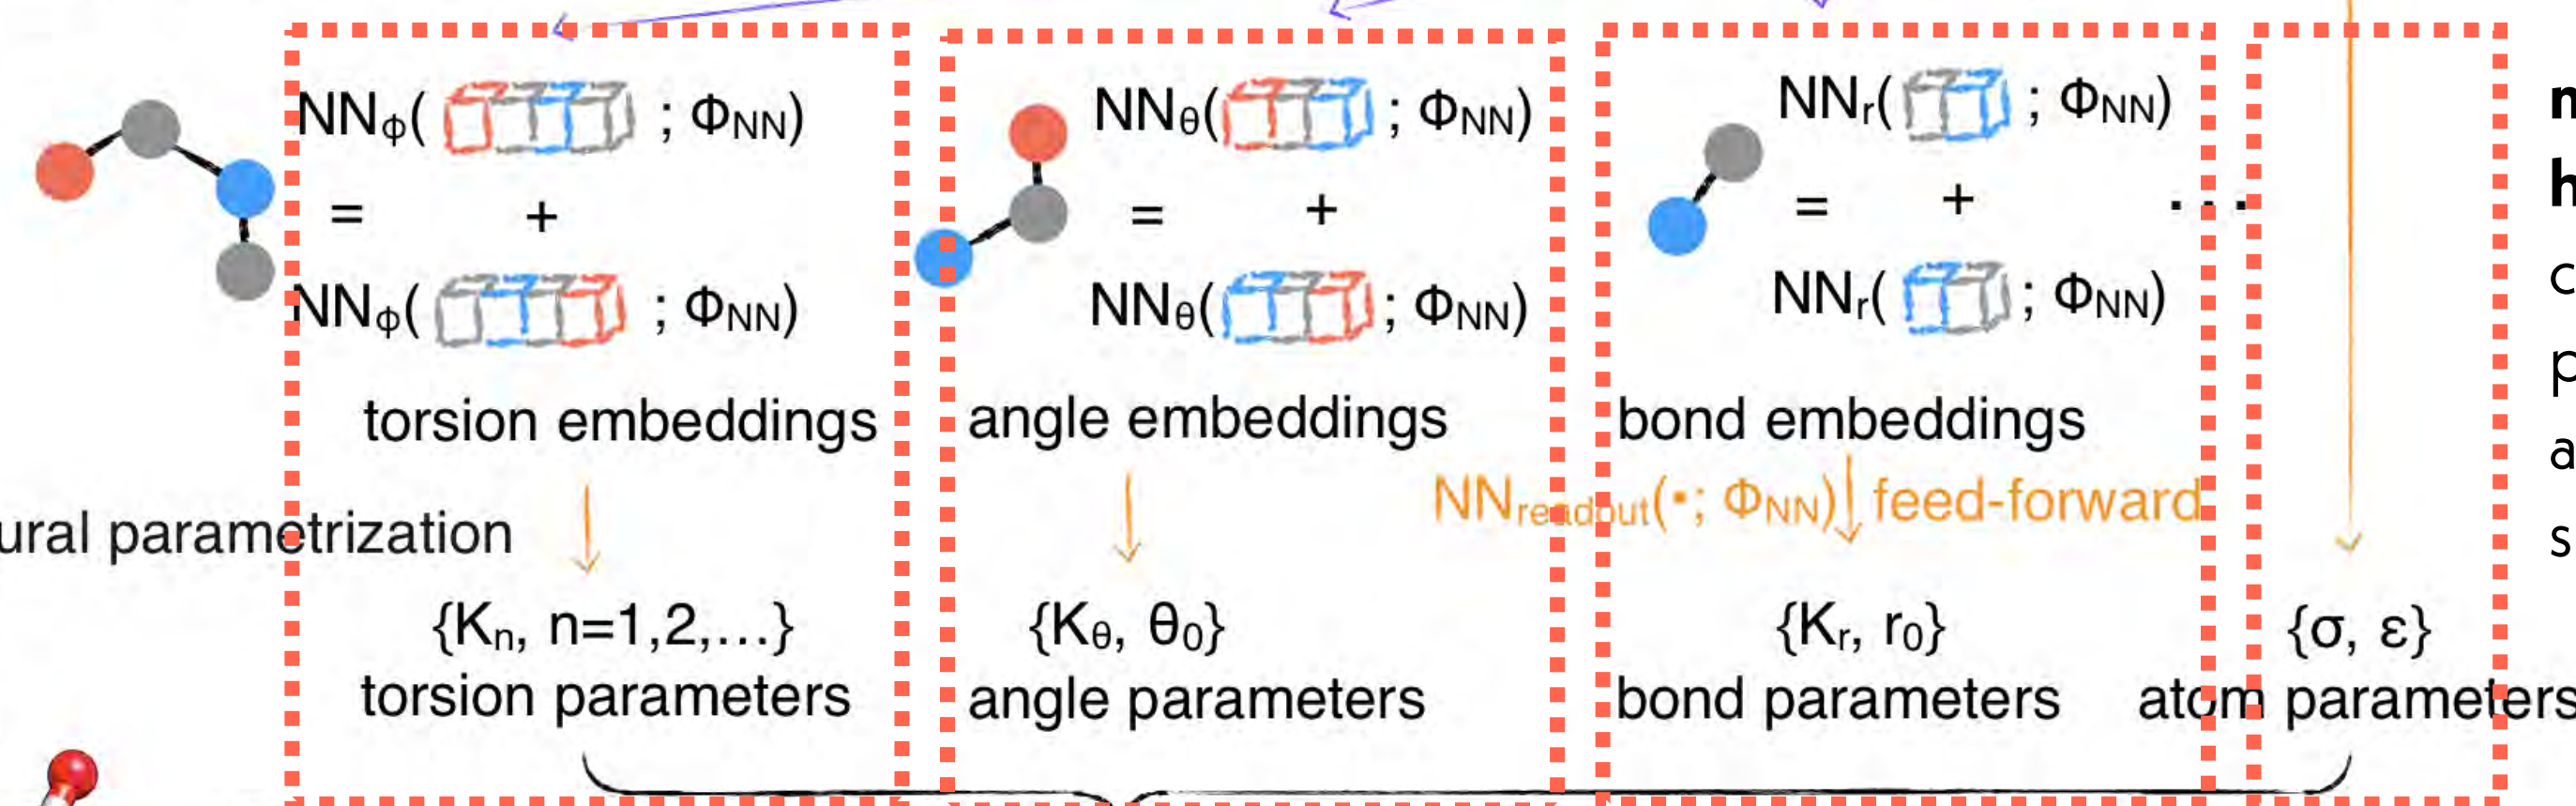 NNϕ( ; ΦNN)
= +
NNϕ( ; ΦNN)
torsion embeddings
{Kn, n=1,2,...}
torsion parameters
NNθ( ; ΦNN)
= +
NNθ( ; ΦNN)
angle embeddings
{Kθ, θ0}
angle parameters
NNr( ; ΦNN)
= + ...
NNr( ; ΦNN)
bond embeddings
NNreadout(•; ΦNN) feed-forward
{Kr, r0}
bond parameters
{σ, ε}
atom parameters
parametrization